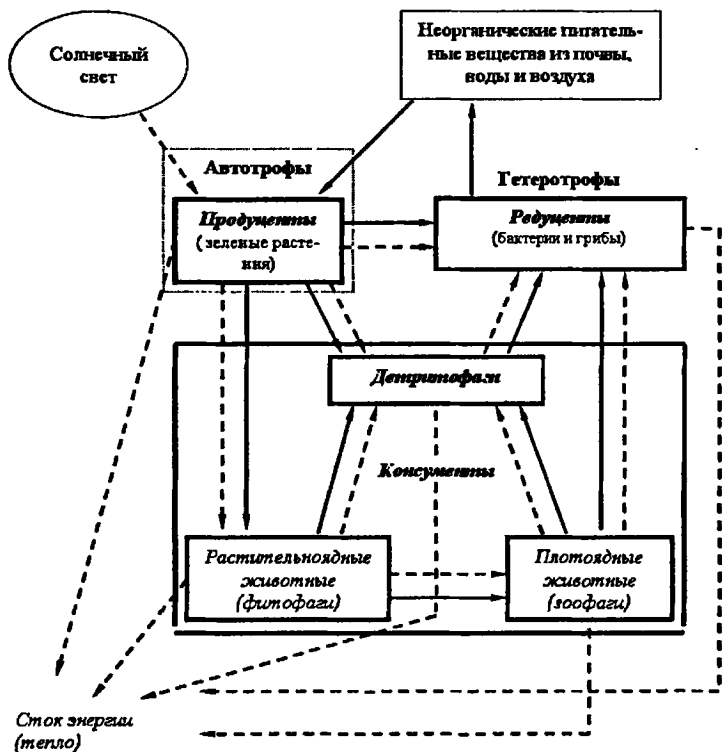 Солнечный
свет
Неорганические питатель-
ные вещества из почвы,
воды и воздуха
Автотрофы
Гетеротрофы
Продуценты
(зеленые расте-
ния)
Редуценты
(бактерии и грибы)
Детритофаги
Консументы
Растительноядные
животные
(фитофаги)
Плотоядные
животные
(зоофаги)
Сток энергии
(тепло)